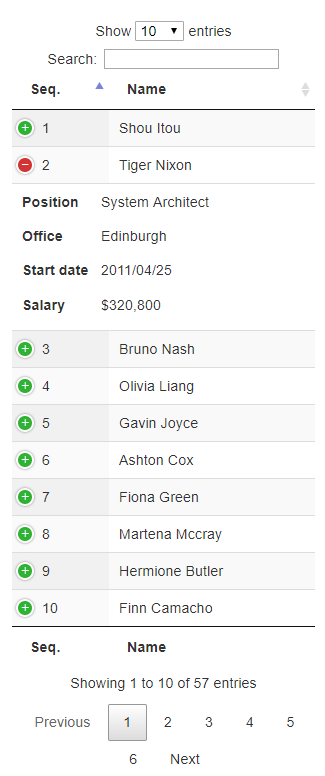 Show 10 entries
Search:
Seq. Name
1 Shou Itou
2 Tiger Nixon
Position System Architect
Office Edinburgh
Start date 2011/04/25
Salary $320,800
3 Bruno Nash
4 Olivia Liang
5 Gavin Joyce
6 Ashton Cox
7 Fiona Green
8 Martena Mccray
9 Hermione Butler
10 Finn Camacho
Seq. Name
Showing 1 to 10 of 57 entries
Previous 1 2 3 4 5
6 Next